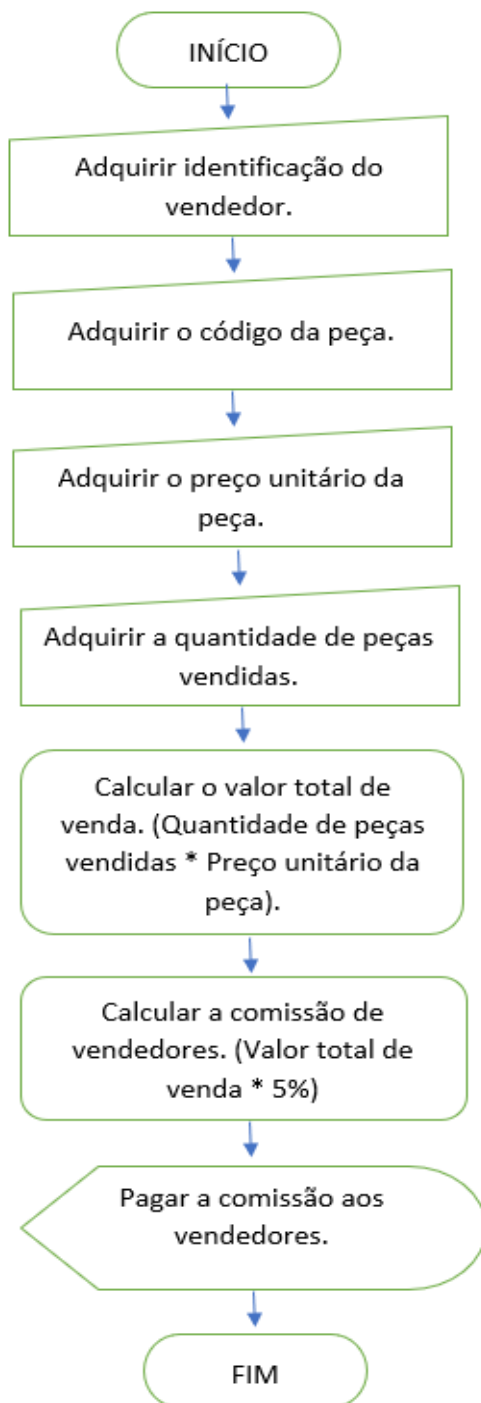 INÍCIO
Adquirir identificação do
vendedor.
Adquirir o código da peça.
Adquirir o preço unitário da
peça.
Adquirir a quantidade de peças
vendidas.
Calcular o valor total de
venda. (Quantidade de peças
vendidas * Preço unitário da
peça).
Calcular a comissão de
vendedores. (Valor total de
venda * 5%)
Pagar a comissão aos
vendedores.
FIM